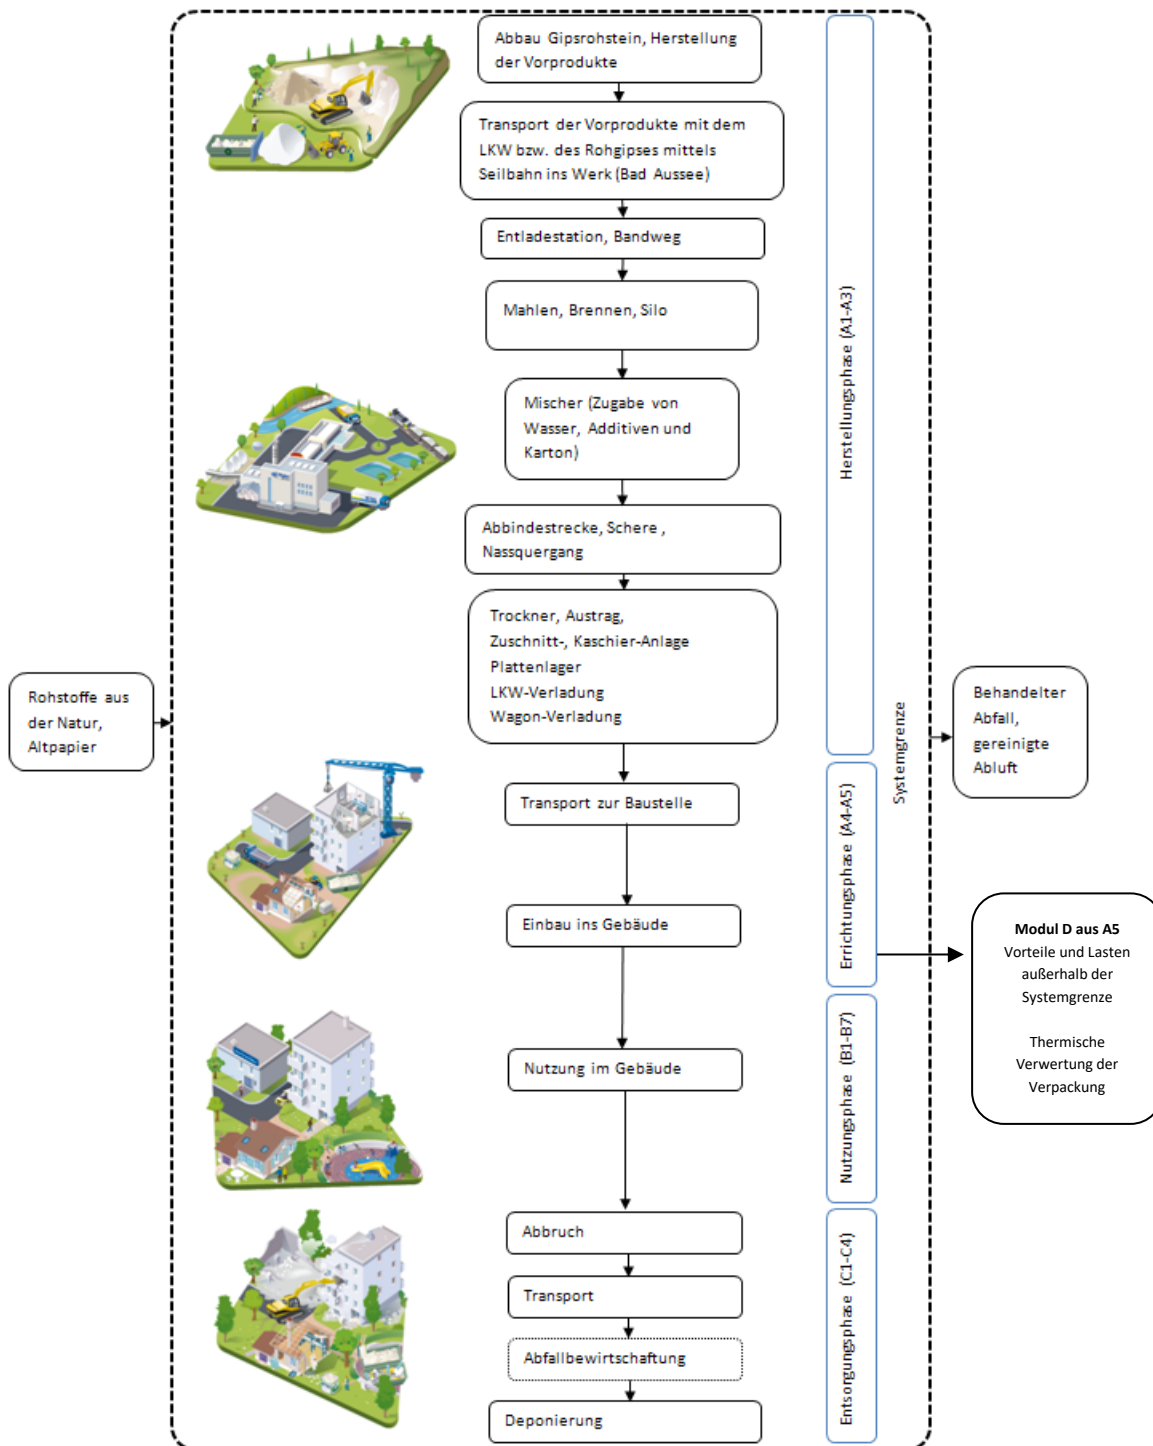 Abbau Gipsrohstein, Herstellung
der Vorprodukte
Transport der Vorprodukte mit dem
LKW bzw. des Rohgipses mittels
Seilbahn ins Werk (Bad Aussee)
Entladestation, Bandweg
Mahlen, Brennen, Silo
Mischer (Zugabe von
Wasser, Additiven und
Karton)
Abbindestrecke, Schere ,
Nassquergang
Trockner, Austrag,
Zuschnitt-, Kaschier-Anlage
Plattenlager
LKW-Verladung
Wagon-Verladung
Herstellungsphase (A1-A3)
Rohstoffe aus
der Natur,
Altpapier
Systemgrenze
Behandelter
Abfall,
gereinigte
Abluft
Transport zur Baustelle
Einbau ins Gebäude
Errichtungsphase (A4-A5)
Modul D aus A5
Vorteile und Lasten
außerhalb der
Systemgrenze
Thermische
Verwertung der
Verpackung
Nutzung im Gebäude
Nutzungsphase (B1-B7)
Abbruch
Transport
Abfallbewirtschaftung
Deponierung
Entsorgungsphase (C1-C4)